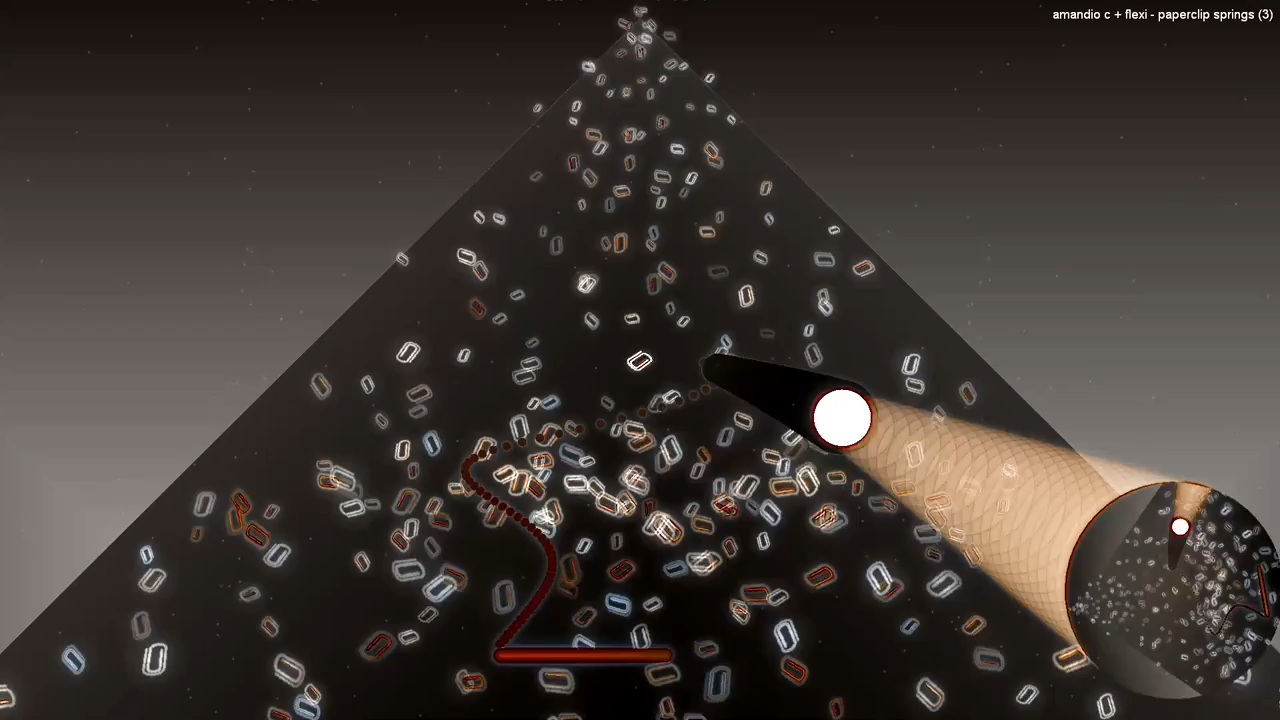 amandio c + flexi - paperclip springs (3)